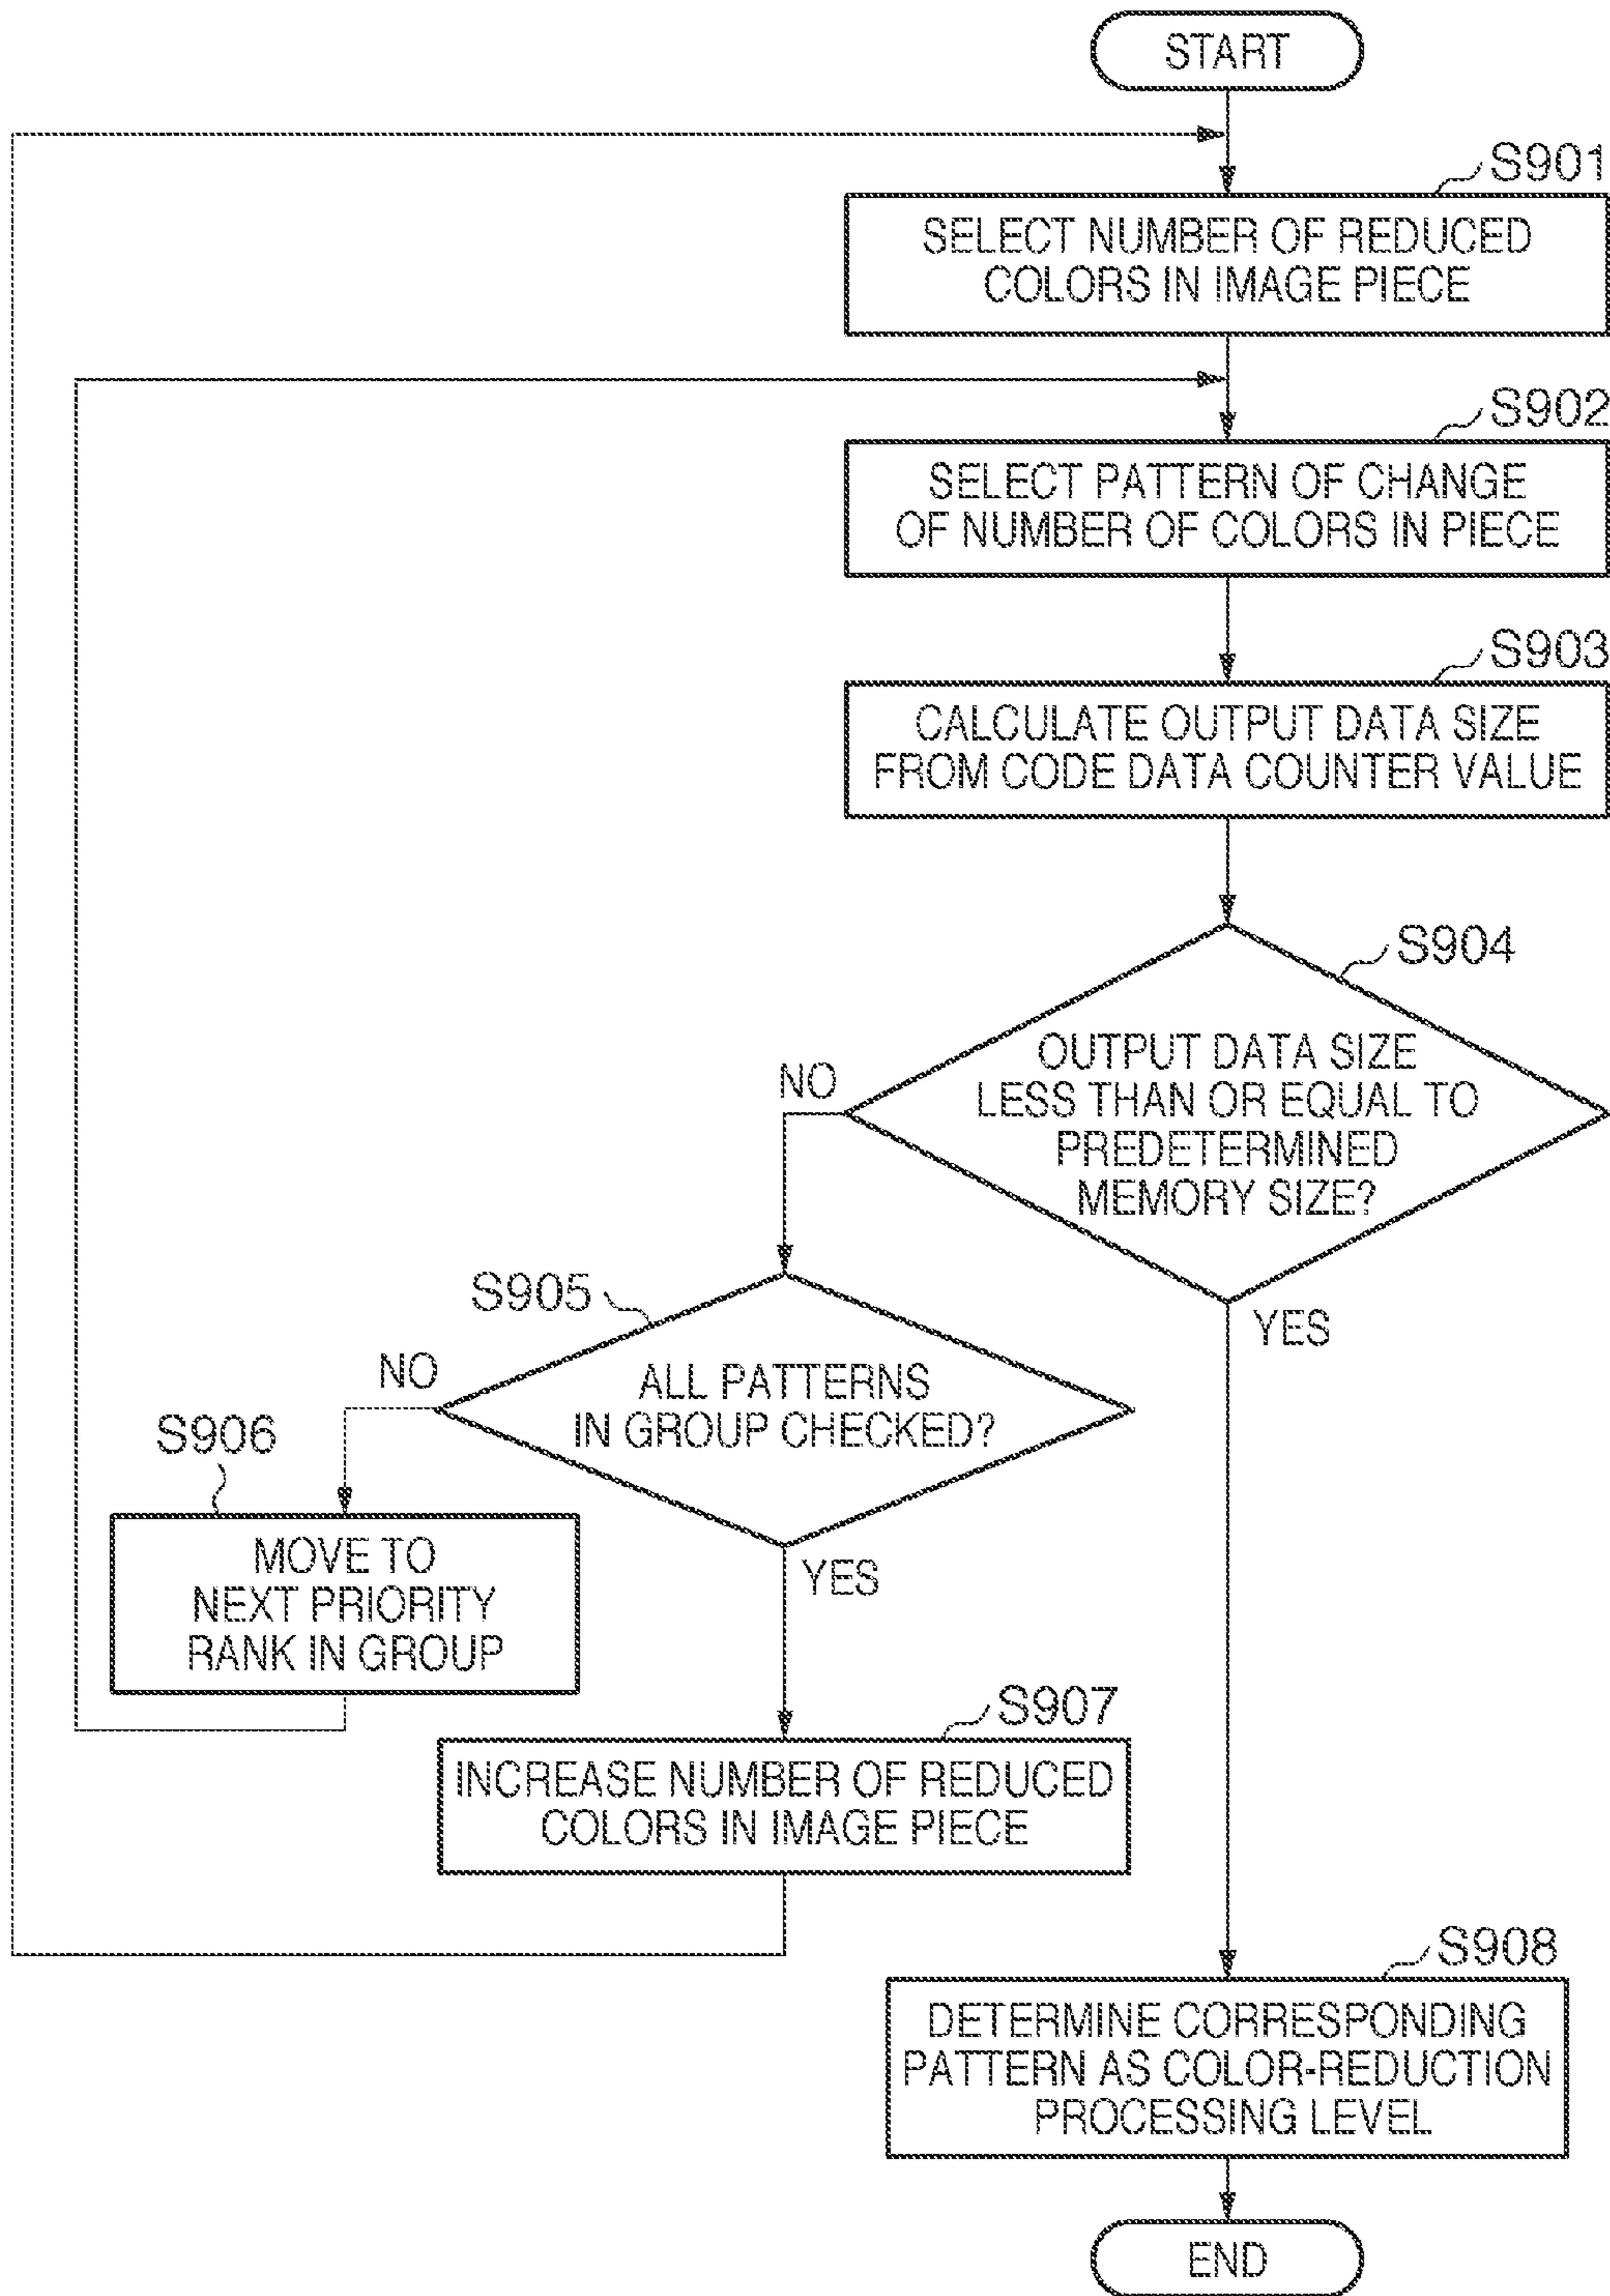 START
S901
SELECT NUMBER OF REDUCED
COLORS IN IMAGE PIECE
S902
SELECT PATTERN OF CHANGE
OF NUMBER OF COLORS IN PIECE
S903
CALCULATE OUTPUT DATA SIZE
FROM CODE DATA COUNTER VALUE
S904
OUTPUT DATA SIZE
LESS THAN OR EQUAL TO
PREDETERMINED
MEMORY SIZE?
NO
YES
S905
ALL PATTERNS
IN GROUP CHECKED?
NO
YES
S906
MOVE TO
NEXT PRIORITY
RANK IN GROUP
S907
INCREASE NUMBER OF REDUCED
COLORS IN IMAGE PIECE
S908
DETERMINE CORRESPONDING
PATTERN AS COLOR-REDUCTION
PROCESSING LEVEL
END